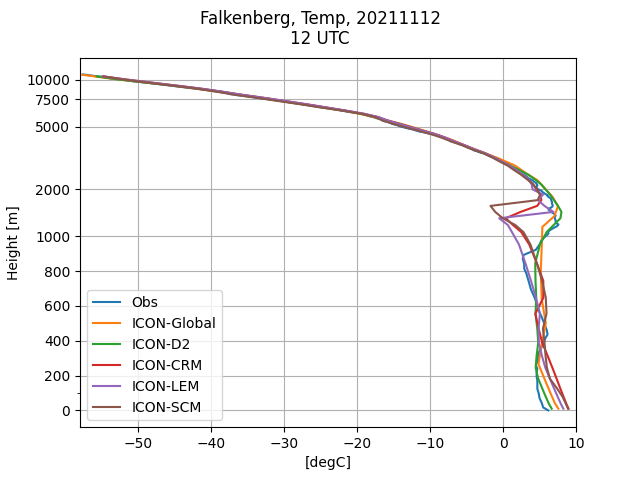 Falkenberg, Temp, 20211112
12 UTC
Height [m]
10000
7500
5000
2000
1000
800
600
400
200
0
Obs
ICON-Global
ICON-D2
ICON-CRM
ICON-LEM
ICON-SCM
−50 −40 −30 −20 −10 0 10
[degC]